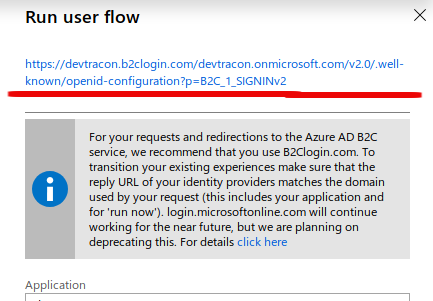 Run user flow
https://devtracon.b2clogin.com/devtracon.onmicrosoft.com/v2.0/.well-
known/openid-configuration?p=B2C_1_SIGNINv2
For your requests and redirections to the Azure AD B2C
service, we recommend that you use B2Clogin.com. To
transition your existing experiences make sure that the
reply URL of your identity providers matches the domain
used by your request (this includes your application and
for 'run now'). login.microsoftonline.com will continue
working for the near future, but we are planning on
deprecating this. For details click here
Application